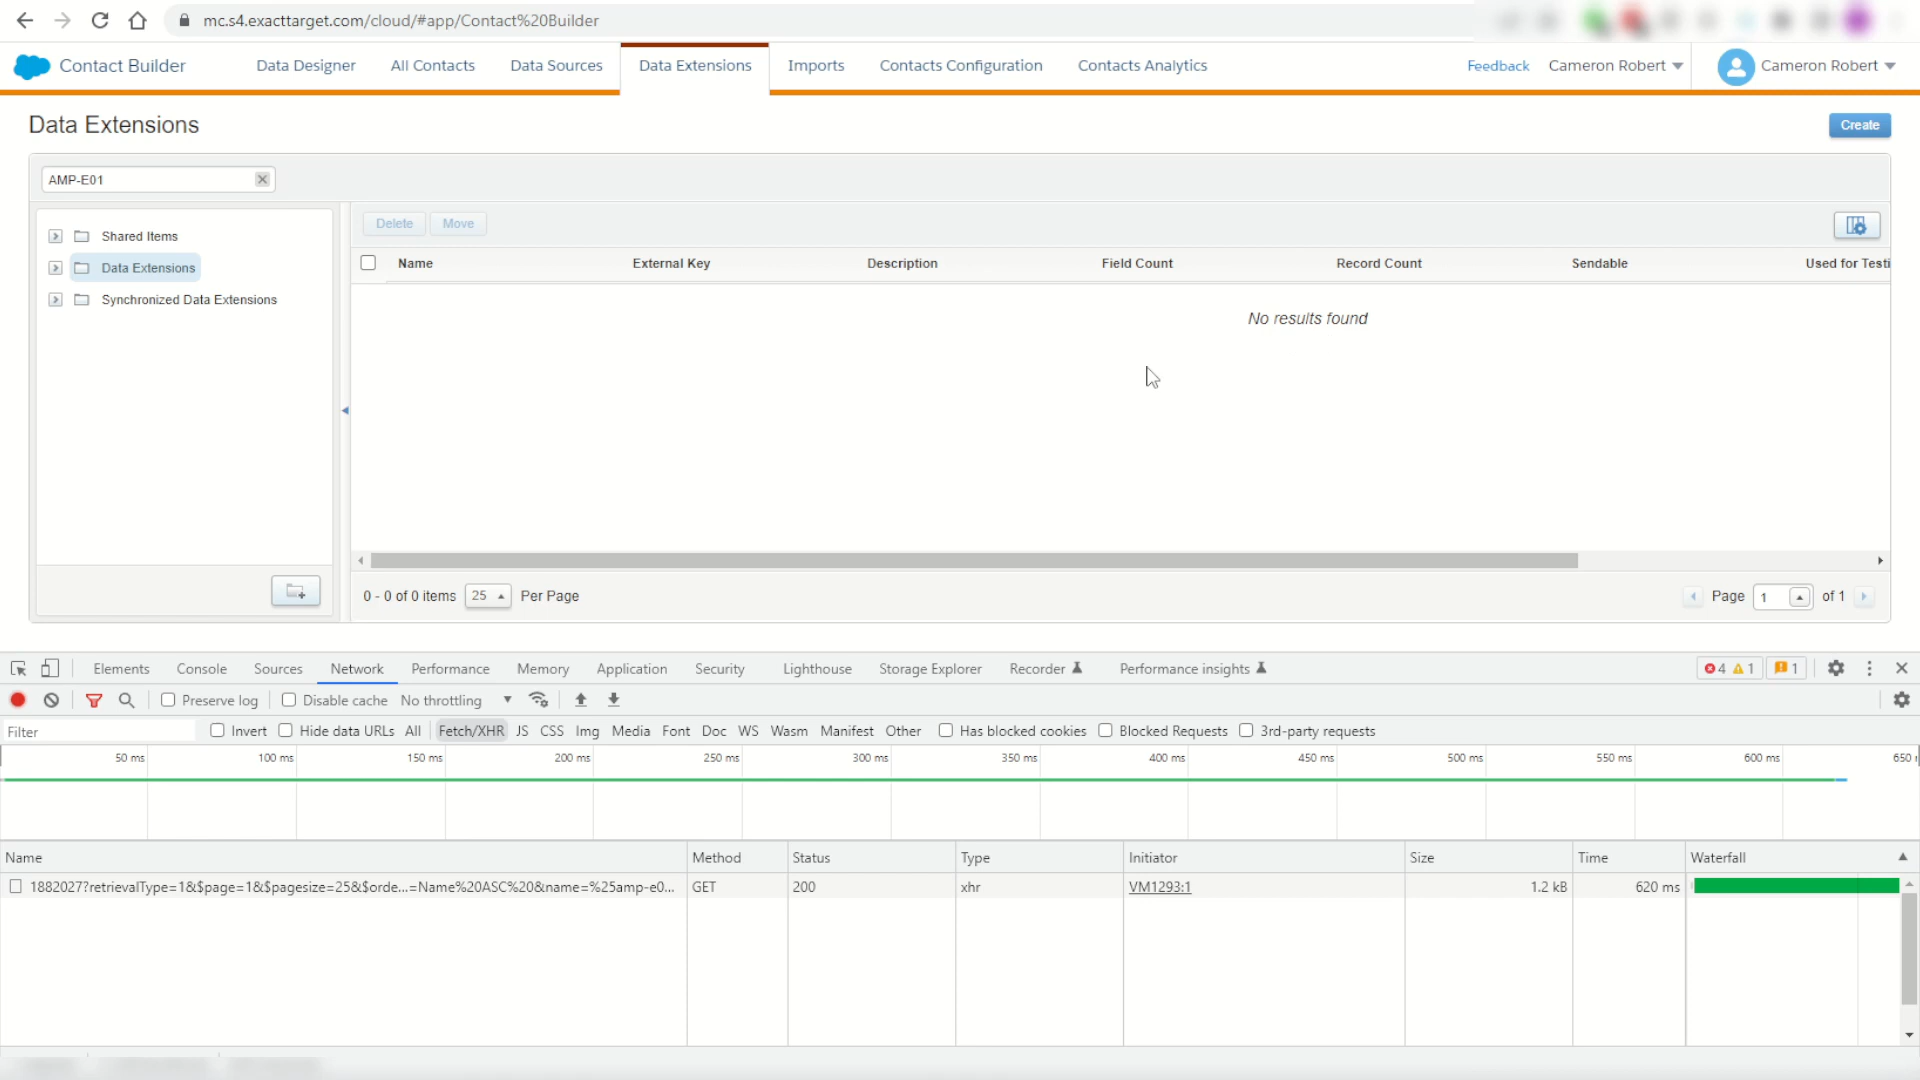 mc.s4.exacttarget.com/cloud/#app/Contact%20Builder
Contact Builder Data Designer All Contacts Data Sources Data Extensions Imports Contacts Configuration Contacts Analytics Feedback Cameron Robert Cameron Robert
Data Extensions Create
AMP-E01
Delete Move
Shared Items
Data Extensions
Synchronized Data Extensions
Name External Key Description Field Count Record Count Sendable Used for Testi
No results found
0 - 0 of 0 items 25 Per Page Page 1 of 1
Elements Console Sources Network Performance Memory Application Security Lighthouse Storage Explorer Recorder Performance insights 4 1 1
Preserve log Disable cache No throttling
Filter Invert Hide data URLs All Fetch/XHR JS CSS Img Media Font Doc WS Wasm Manifest Other Has blocked cookies Blocked Requests 3rd-party requests
50 ms 100 ms 150 ms 200 ms 250 ms 300 ms 350 ms 400 ms 450 ms 500 ms 550 ms 600 ms 650
Name Method Status Type Initiator Size Time Waterfall
1882027?retrievalType=1&$page=1&$pagesize=25&$orde...=Name%20ASC%20&name=%25amp-e0... GET 200 xhr VM1293:1 1.2 kB 620 ms